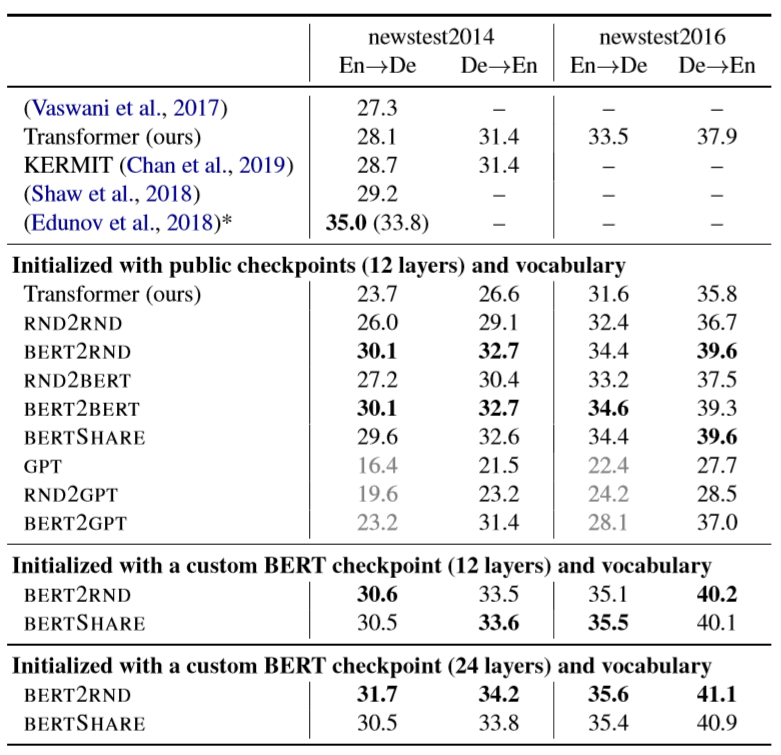 newstest2014 newstest2016
En→De De→En En→De De→En
(Vaswani et al., 2017) 27.3 – – –
Transformer (ours) 28.1 31.4 33.5 37.9
KERMIT (Chan et al., 2019) 28.7 31.4 – –
(Shaw et al., 2018) 29.2 – – –
(Edunov et al., 2018)* 35.0 (33.8) – – –
Initialized with public checkpoints (12 layers) and vocabulary
Transformer (ours) 23.7 26.6 31.6 35.8
RND2RND 26.0 29.1 32.4 36.7
BERT2RND 30.1 32.7 34.4 39.6
RND2BERT 27.2 30.4 33.2 37.5
BERT2BERT 30.1 32.7 34.6 39.3
BERTSHARE 29.6 32.6 34.4 39.6
GPT 16.4 21.5 22.4 27.7
RND2GPT 19.6 23.2 24.2 28.5
BERT2GPT 23.2 31.4 28.1 37.0
Initialized with a custom BERT checkpoint (12 layers) and vocabulary
BERT2RND 30.6 33.5 35.1 40.2
BERTSHARE 30.5 33.6 35.5 40.1
Initialized with a custom BERT checkpoint (24 layers) and vocabulary
BERT2RND 31.7 34.2 35.6 41.1
BERTSHARE 30.5 33.8 35.4 40.9